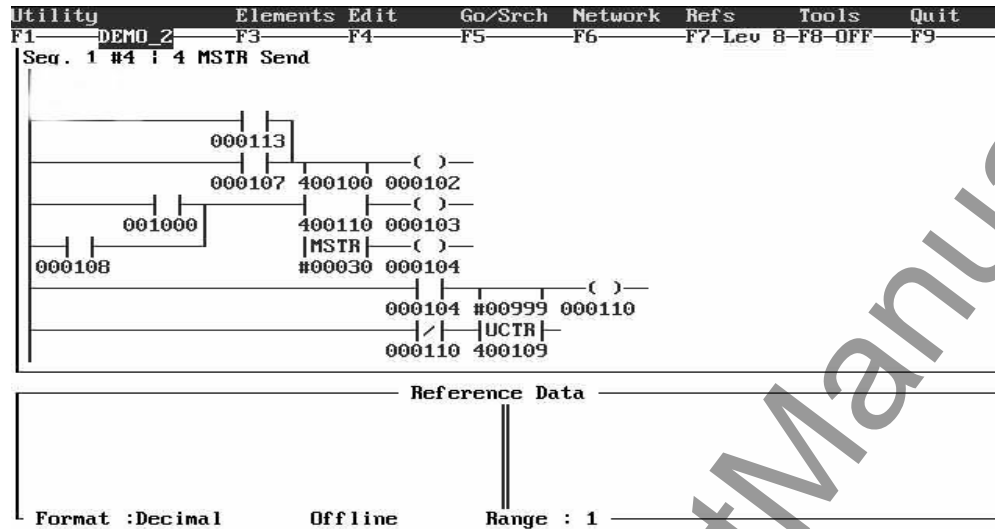 Utility Elements Edit Go/Srch Network Refs Tools Quit
F1 DEMO_2 F3 F4 F5 F6 F7-Lev 8-F8-OFF F9
Seg. 1 #4 ¦ 4 MSTR Send
000113
000107 400100 000102
001000 400110 000103
MSTR
000108 #00030 000104
000104 #00999 000110
UCTR
000110 400109
Reference Data
Format :Decimal Offline Range : 1